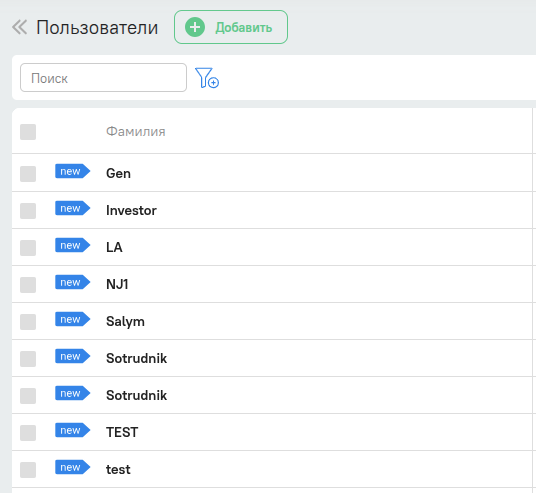 Пользователи
Добавить
Поиск
Фамилия
new Gen
new Investor
new LA
new NJ1
new Salym
new Sotrudnik
new Sotrudnik
new TEST
new test